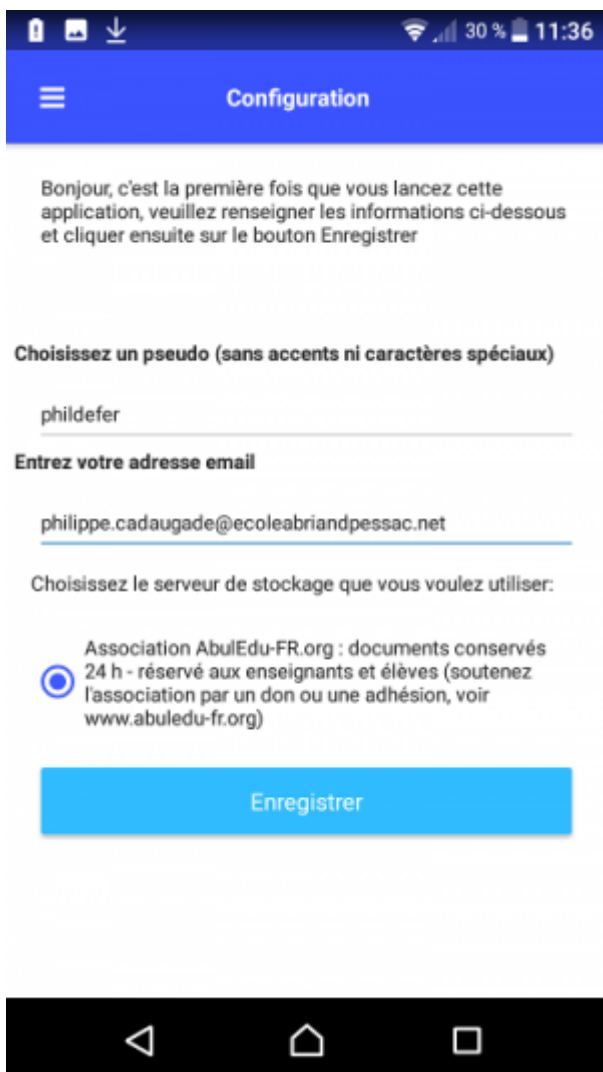 30 % 11:36
Configuration
Bonjour, c'est la première fois que vous lancez cette
application, veuillez renseigner les informations ci-dessous
et cliquer ensuite sur le bouton Enregistrer
Choisissez un pseudo (sans accents ni caractères spéciaux)
phildefer
Entrez votre adresse email
philippe.cadaugade@ecoleabriandpessac.net
Choisissez le serveur de stockage que vous voulez utiliser:
Association AbulEdu-FR.org : documents conservés
24 h - réservé aux enseignants et élèves (soutenez
l'association par un don ou une adhésion, voir
www.abuledu-fr.org)
Enregistrer